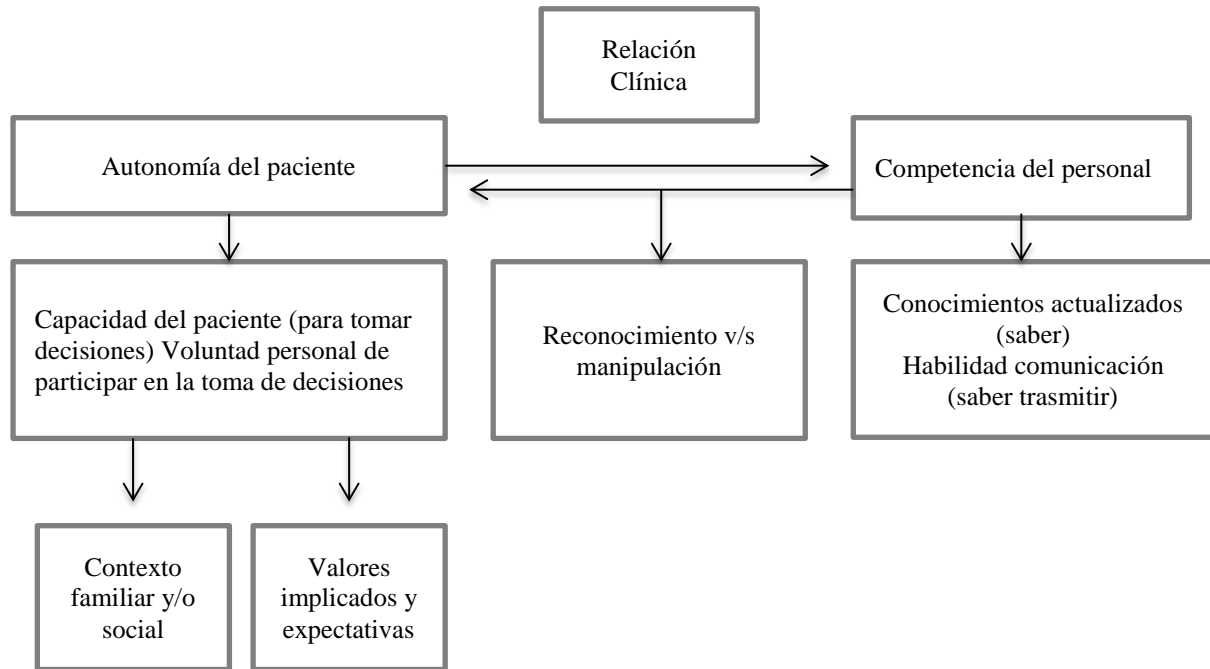 Relación
Clínica
Autonomía del paciente
Competencia del personal
Capacidad del paciente (para tomar
decisiones) Voluntad personal de
participar en la toma de decisiones
Reconocimiento v/s
manipulación
Conocimientos actualizados
(saber)
Habilidad comunicación
(saber trasmitir)
Contexto
familiar y/o
social
Valores
implicados y
expectativas